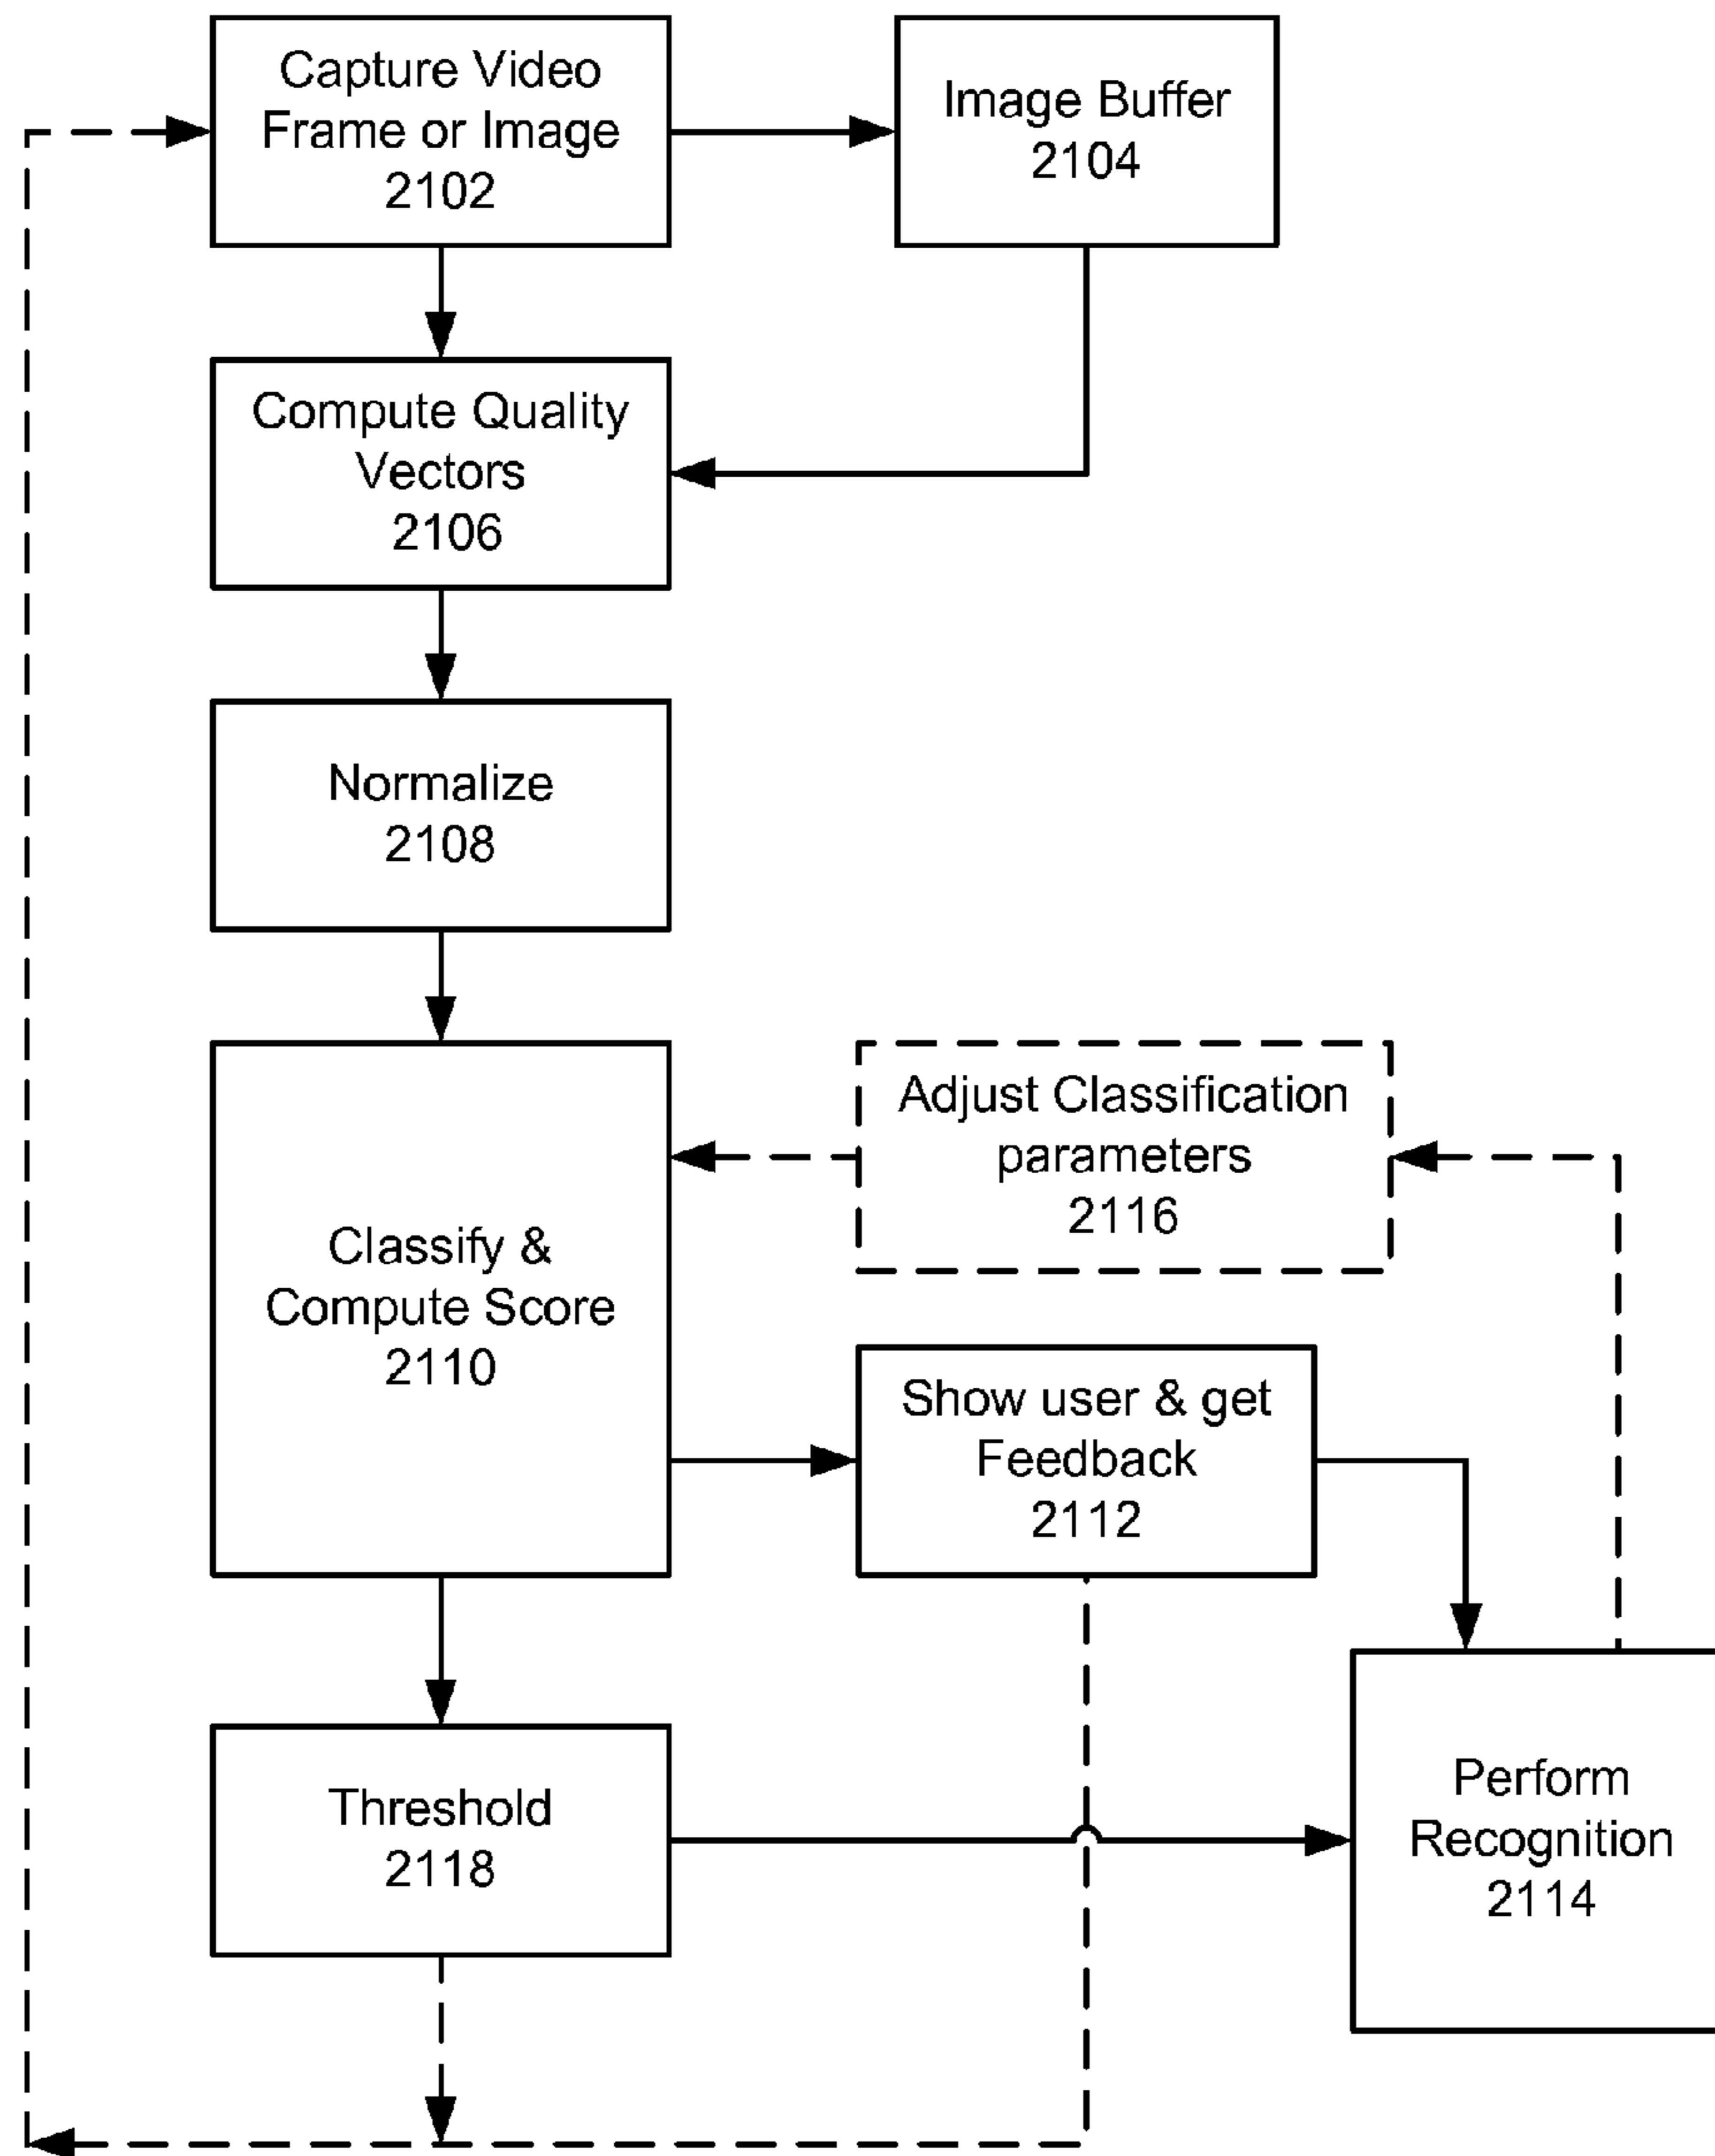 Capture Video
Frame or Image
2102
Image Buffer
2104
Compute Quality
Vectors
2106
Normalize
2108
Adjust Classification
parameters
2116
Classify &
Compute Score
2110
Show user & get
Feedback
2112
Threshold
2118
Perform
Recognition
2114